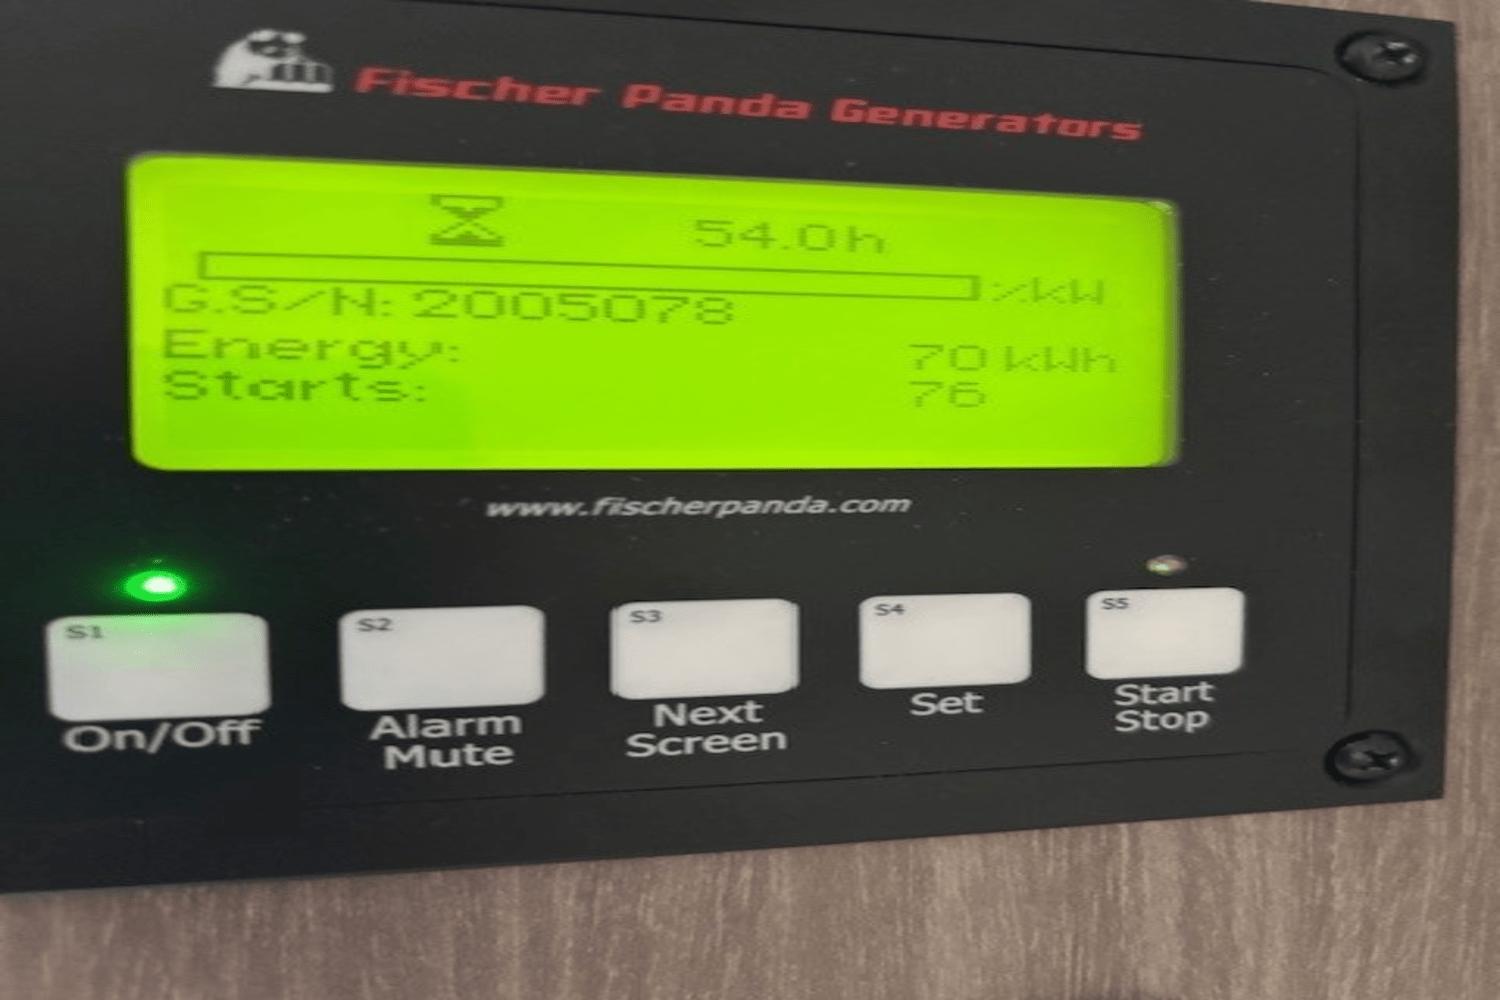 Fischer Panda Generators
54.0h
%kW
G.S/N: 2005078
Energy: 70 kWh
Starts: 76
www.fischerpanda.com
S1 S2 S3 S4 S5
On/Off
Alarm
Mute
Next
Screen
Set
Start
Stop